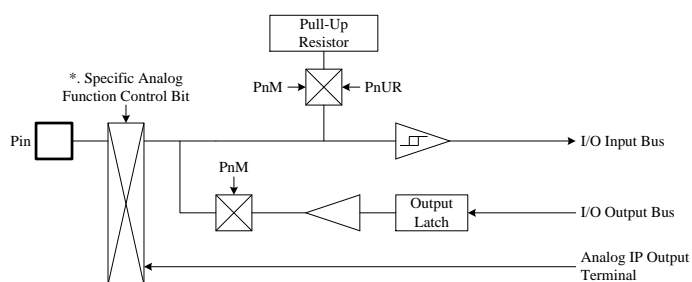 Pull-Up
Resistor
*. Specific Analog
Function Control Bit
PnM
PnUR
Pin
I/O Input Bus
PnM
Output
Latch
I/O Output Bus
Analog IP Output
Terminal